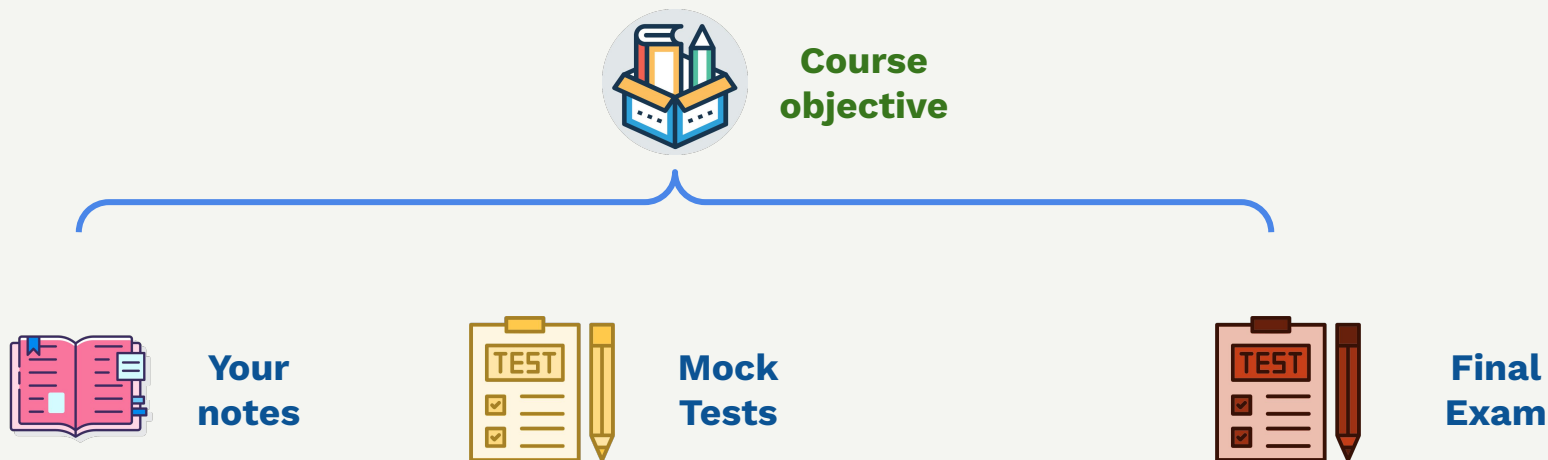 Course
objective
Your
notes
TEST
Mock
Tests
TEST
Final
Exam